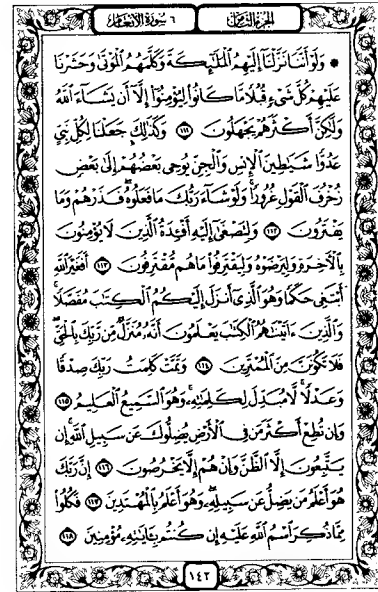 الجزء الثامن ٦ سورة الأنعام
۞ وَلَوْ أَنَّنَا نَزَّلْنَآ إِلَيْهِمُ ٱلْمَلَٰٓئِكَةَ وَكَلَّمَهُمُ ٱلْمَوْتَىٰ وَحَشَرْنَا
عَلَيْهِمْ كُلَّ شَىْءٍ قُبُلًا مَّا كَانُوا۟ لِيُؤْمِنُوٓا۟ إِلَّآ أَن يَشَآءَ ٱللَّهُ
وَلَٰكِنَّ أَكْثَرَهُمْ يَجْهَلُونَ ١١١ وَكَذَٰلِكَ جَعَلْنَا لِكُلِّ نَبِىٍّ
عَدُوًّا شَيَٰطِينَ ٱلْإِنسِ وَٱلْجِنِّ يُوحِى بَعْضُهُمْ إِلَىٰ بَعْضٍ
زُخْرُفَ ٱلْقَوْلِ غُرُورًا ۚ وَلَوْ شَآءَ رَبُّكَ مَا فَعَلُوهُ ۖ فَذَرْهُمْ وَمَا
يَفْتَرُونَ ١١٢ وَلِتَصْغَىٰٓ إِلَيْهِ أَفْـِٔدَةُ ٱلَّذِينَ لَا يُؤْمِنُونَ
بِٱلْـَٔاخِرَةِ وَلِيَرْضَوْهُ وَلِيَقْتَرِفُوا۟ مَا هُم مُّقْتَرِفُونَ ١١٣ أَفَغَيْرَ ٱللَّهِ
أَبْتَغِى حَكَمًا وَهُوَ ٱلَّذِىٓ أَنزَلَ إِلَيْكُمُ ٱلْكِتَٰبَ مُفَصَّلًا ۚ
وَٱلَّذِينَ ءَاتَيْنَٰهُمُ ٱلْكِتَٰبَ يَعْلَمُونَ أَنَّهُۥ مُنَزَّلٌ مِّن رَّبِّكَ بِٱلْحَقِّ ۖ
فَلَا تَكُونَنَّ مِنَ ٱلْمُمْتَرِينَ ١١٤ وَتَمَّتْ كَلِمَتُ رَبِّكَ صِدْقًا
وَعَدْلًا ۚ لَّا مُبَدِّلَ لِكَلِمَٰتِهِۦ ۚ وَهُوَ ٱلسَّمِيعُ ٱلْعَلِيمُ ١١٥
وَإِن تُطِعْ أَكْثَرَ مَن فِى ٱلْأَرْضِ يُضِلُّوكَ عَن سَبِيلِ ٱللَّهِ ۚ إِن
يَتَّبِعُونَ إِلَّا ٱلظَّنَّ وَإِنْ هُمْ إِلَّا يَخْرُصُونَ ١١٦ إِنَّ رَبَّكَ
هُوَ أَعْلَمُ مَن يَضِلُّ عَن سَبِيلِهِۦ ۖ وَهُوَ أَعْلَمُ بِٱلْمُهْتَدِينَ ١١٧ فَكُلُوا۟
مِمَّا ذُكِرَ ٱسْمُ ٱللَّهِ عَلَيْهِ إِن كُنتُم بِـَٔايَٰتِهِۦ مُؤْمِنِينَ ١١٨
١٤٢